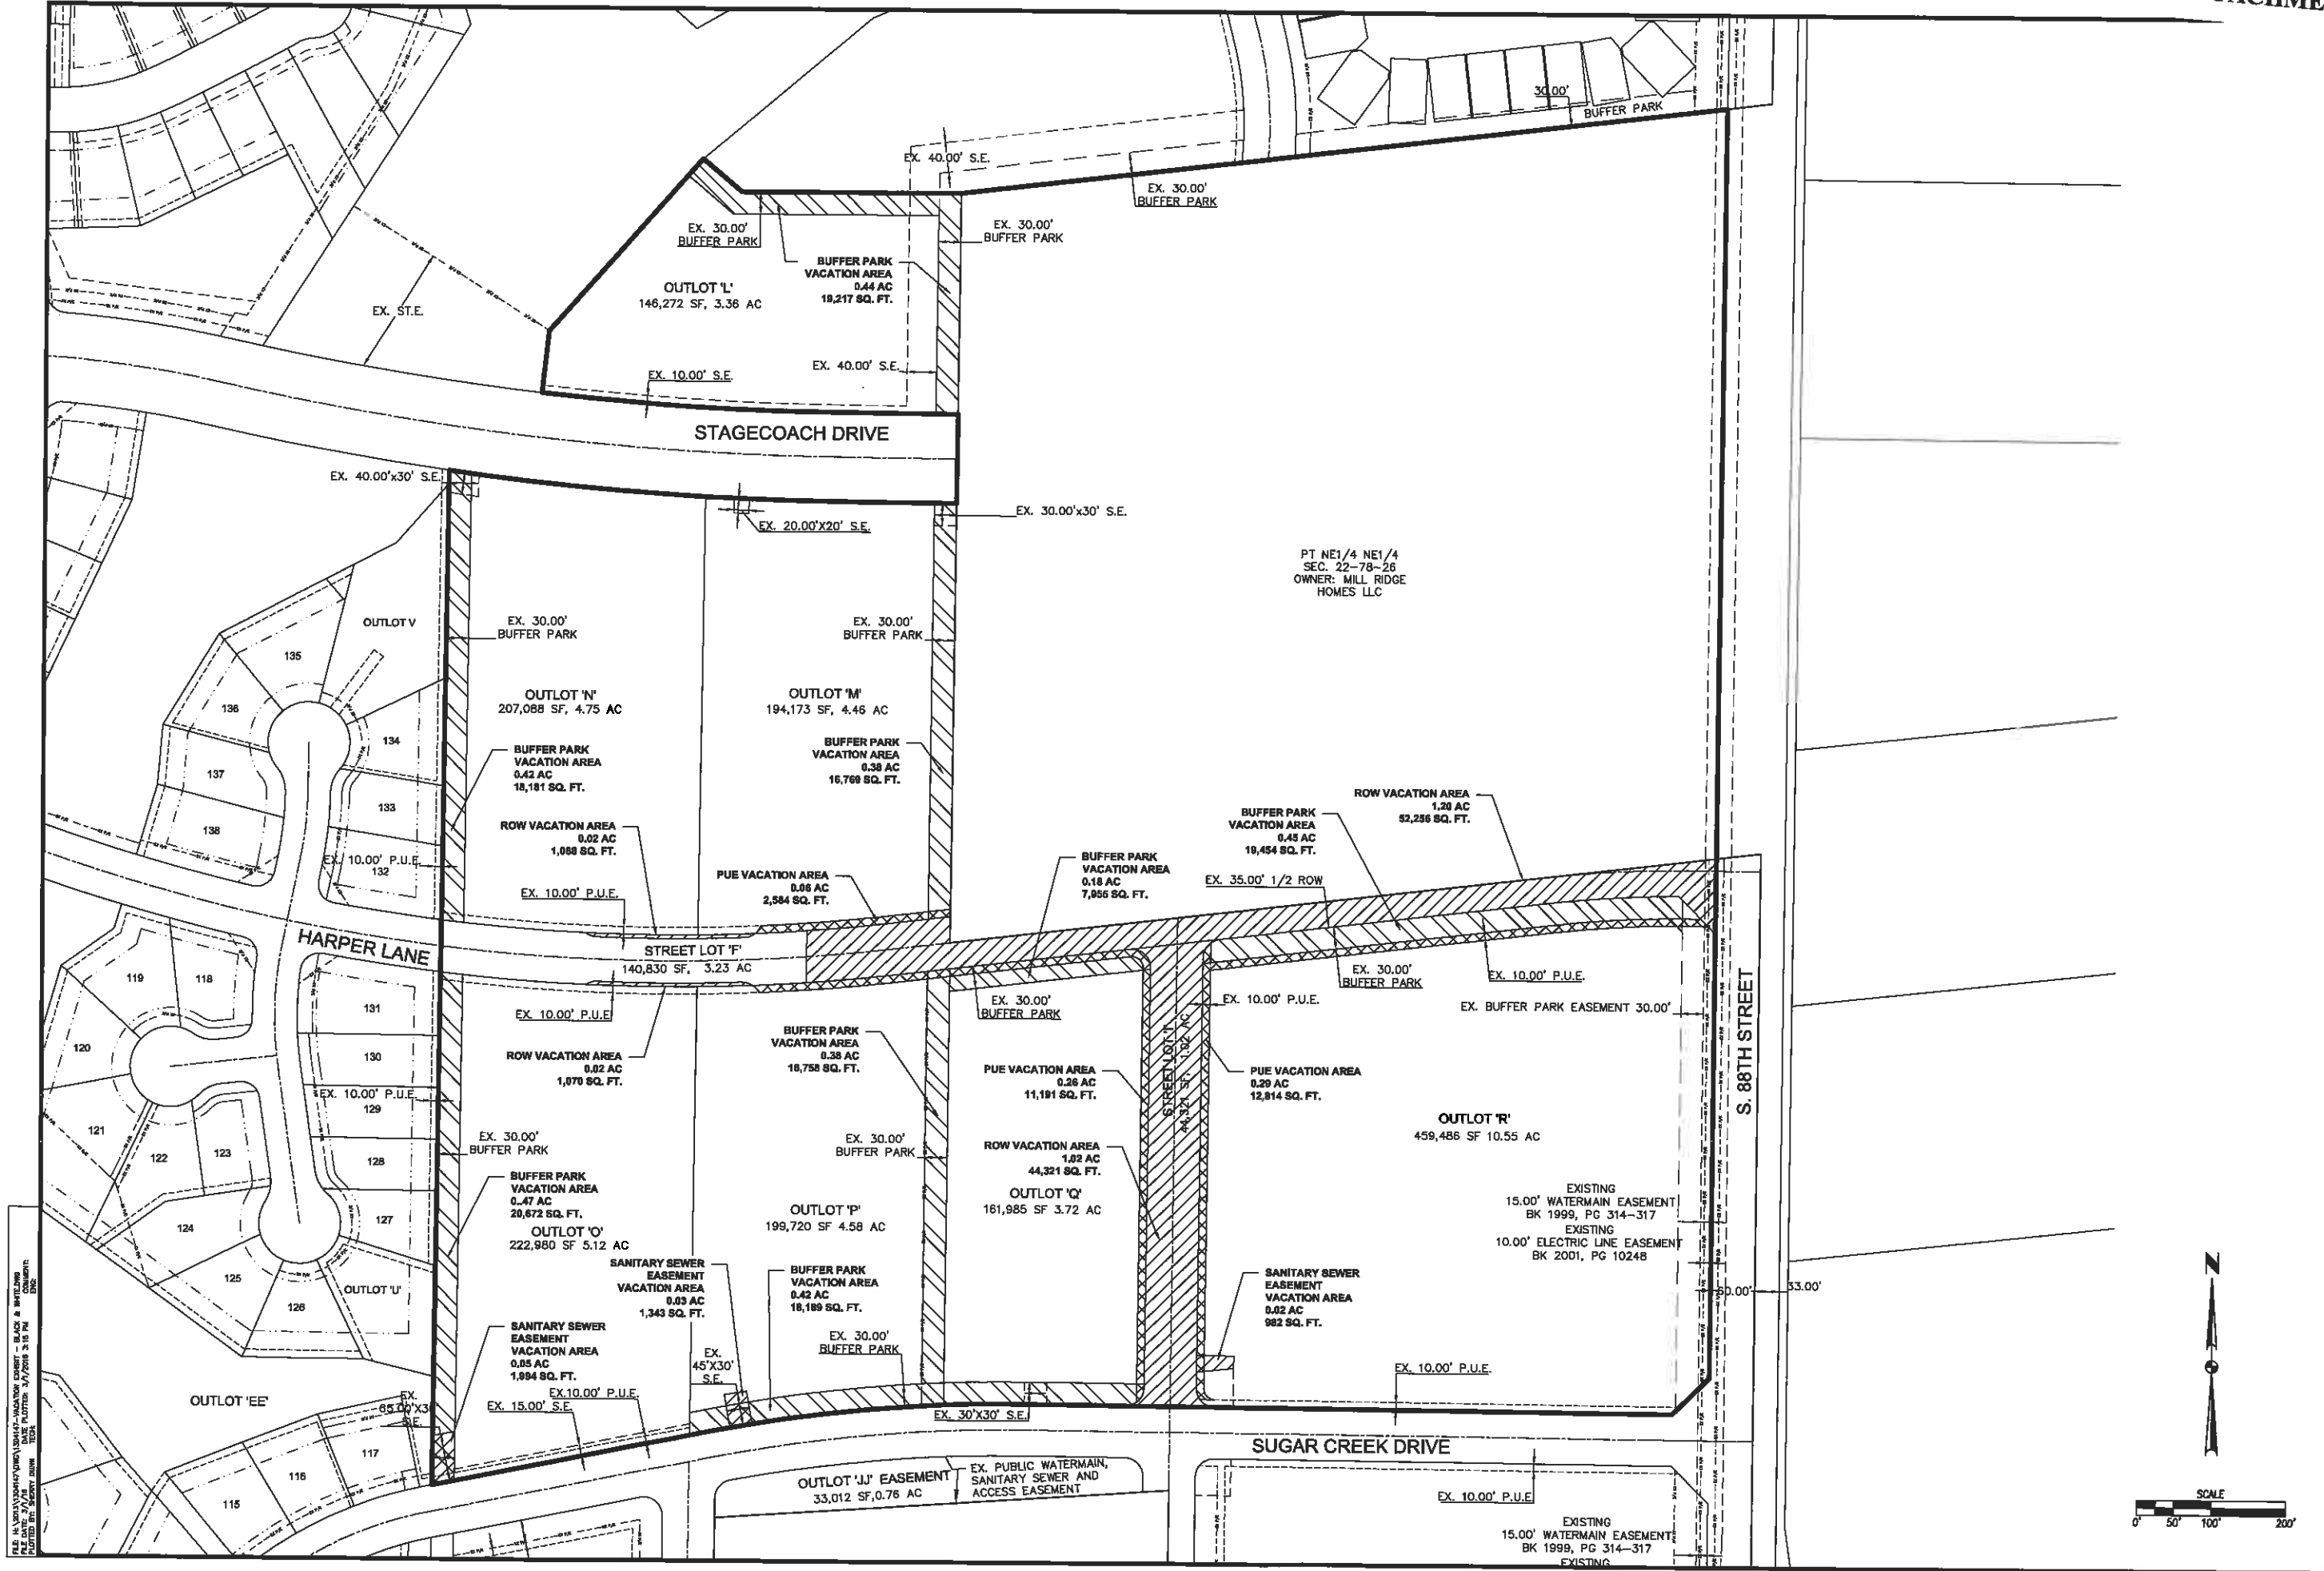 30.00'
BUFFER PARK
EX. 40.00' S.E.
EX. 30.00'
BUFFER PARK
EX. 30.00'
BUFFER PARK
EX. 30.00'
BUFFER PARK
BUFFER PARK
VACATION AREA
0.44 AC
19,217 SQ. FT.
OUTLOT 'L'
146,272 SF, 3.36 AC
EX. ST.E.
EX. 40.00' S.E.
EX. 10.00' S.E.
STAGECOACH DRIVE
EX. 40.00'x30' S.E.
EX. 20.00'X20' S.E.
EX. 30.00'x30' S.E.
PT NE1/4 NE1/4
SEC. 22-78-26
OWNER: MILL RIDGE
HOMES LLC
OUTLOT V
EX. 30.00'
BUFFER PARK
EX. 30.00'
BUFFER PARK
135
136
134
137
133
138
132
OUTLOT 'N'
207,088 SF, 4.75 AC
OUTLOT 'M'
194,173 SF, 4.46 AC
BUFFER PARK
VACATION AREA
0.42 AC
18,181 SQ. FT.
BUFFER PARK
VACATION AREA
0.38 AC
16,769 SQ. FT.
ROW VACATION AREA
1.20 AC
52,256 SQ. FT.
BUFFER PARK
VACATION AREA
0.45 AC
19,454 SQ. FT.
ROW VACATION AREA
0.02 AC
1,068 SQ. FT.
EX. 10.00' P.U.E.
PUE VACATION AREA
0.06 AC
2,584 SQ. FT.
BUFFER PARK
VACATION AREA
0.18 AC
7,956 SQ. FT.
EX. 35.00' 1/2 ROW
EX. 10.00' P.U.E.
HARPER LANE
STREET LOT 'F'
140,830 SF, 3.23 AC
EX. 30.00'
BUFFER PARK
EX. 10.00' P.U.E.
EX. 30.00'
BUFFER PARK
EX. 10.00' P.U.E.
EX. BUFFER PARK EASEMENT 30.00'
EX. 10.00' P.U.E
119
118
131
120
130
129
121
122
123
128
124
127
125
126
OUTLOT 'U'
EX. 10.00' P.U.E.
ROW VACATION AREA
0.02 AC
1,070 SQ. FT.
BUFFER PARK
VACATION AREA
0.38 AC
16,758 SQ. FT.
PUE VACATION AREA
0.26 AC
11,191 SQ. FT.
STREET LOT 'I'
44,321 SF, 1.02 AC
PUE VACATION AREA
0.29 AC
12,814 SQ. FT.
S. 88TH STREET
OUTLOT 'R'
459,486 SF 10.55 AC
EX. 30.00'
BUFFER PARK
EX. 30.00'
BUFFER PARK
ROW VACATION AREA
1.02 AC
44,321 SQ. FT.
OUTLOT 'Q'
161,985 SF 3.72 AC
BUFFER PARK
VACATION AREA
0.47 AC
20,672 SQ. FT.
OUTLOT 'O'
222,980 SF 5.12 AC
OUTLOT 'P'
199,720 SF 4.58 AC
EXISTING
15.00' WATERMAIN EASEMENT
BK 1999, PG 314-317
EXISTING
10.00' ELECTRIC LINE EASEMENT
BK 2001, PG 10248
SANITARY SEWER
EASEMENT
VACATION AREA
0.03 AC
1,343 SQ. FT.
BUFFER PARK
VACATION AREA
0.42 AC
18,189 SQ. FT.
SANITARY SEWER
EASEMENT
VACATION AREA
0.02 AC
982 SQ. FT.
33.00'
SANITARY SEWER
EASEMENT
VACATION AREA
0.05 AC
1,994 SQ. FT.
EX. 30.00'
BUFFER PARK
EX.
45'X30'
S.E.
EX.10.00' P.U.E.
EX. 15.00' S.E.
EX. 30'X30' S.E.
EX. 10.00' P.U.E.
OUTLOT 'EE'
117
116
115
SUGAR CREEK DRIVE
OUTLOT 'JJ' EASEMENT
33,012 SF,0.76 AC
EX. PUBLIC WATERMAIN,
SANITARY SEWER AND
ACCESS EASEMENT
EX. 10.00' P.U.E
EXISTING
15.00' WATERMAIN EASEMENT
BK 1999, PG 314-317
EXISTING
N
SCALE
0' 50' 100' 200'